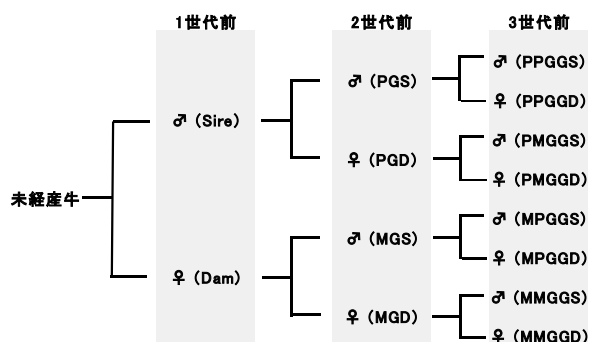 1世代前 2世代前 3世代前
♂ (PPGGS)
♂ (PGS)
♀ (PPGGD)
♂ (Sire)
♂ (PMGGS)
♀ (PGD)
♀ (PMGGD)
未経産牛
♂ (MPGGS)
♂ (MGS)
♀ (MPGGD)
♀ (Dam)
♂ (MMGGS)
♀ (MGD)
♀ (MMGGD)